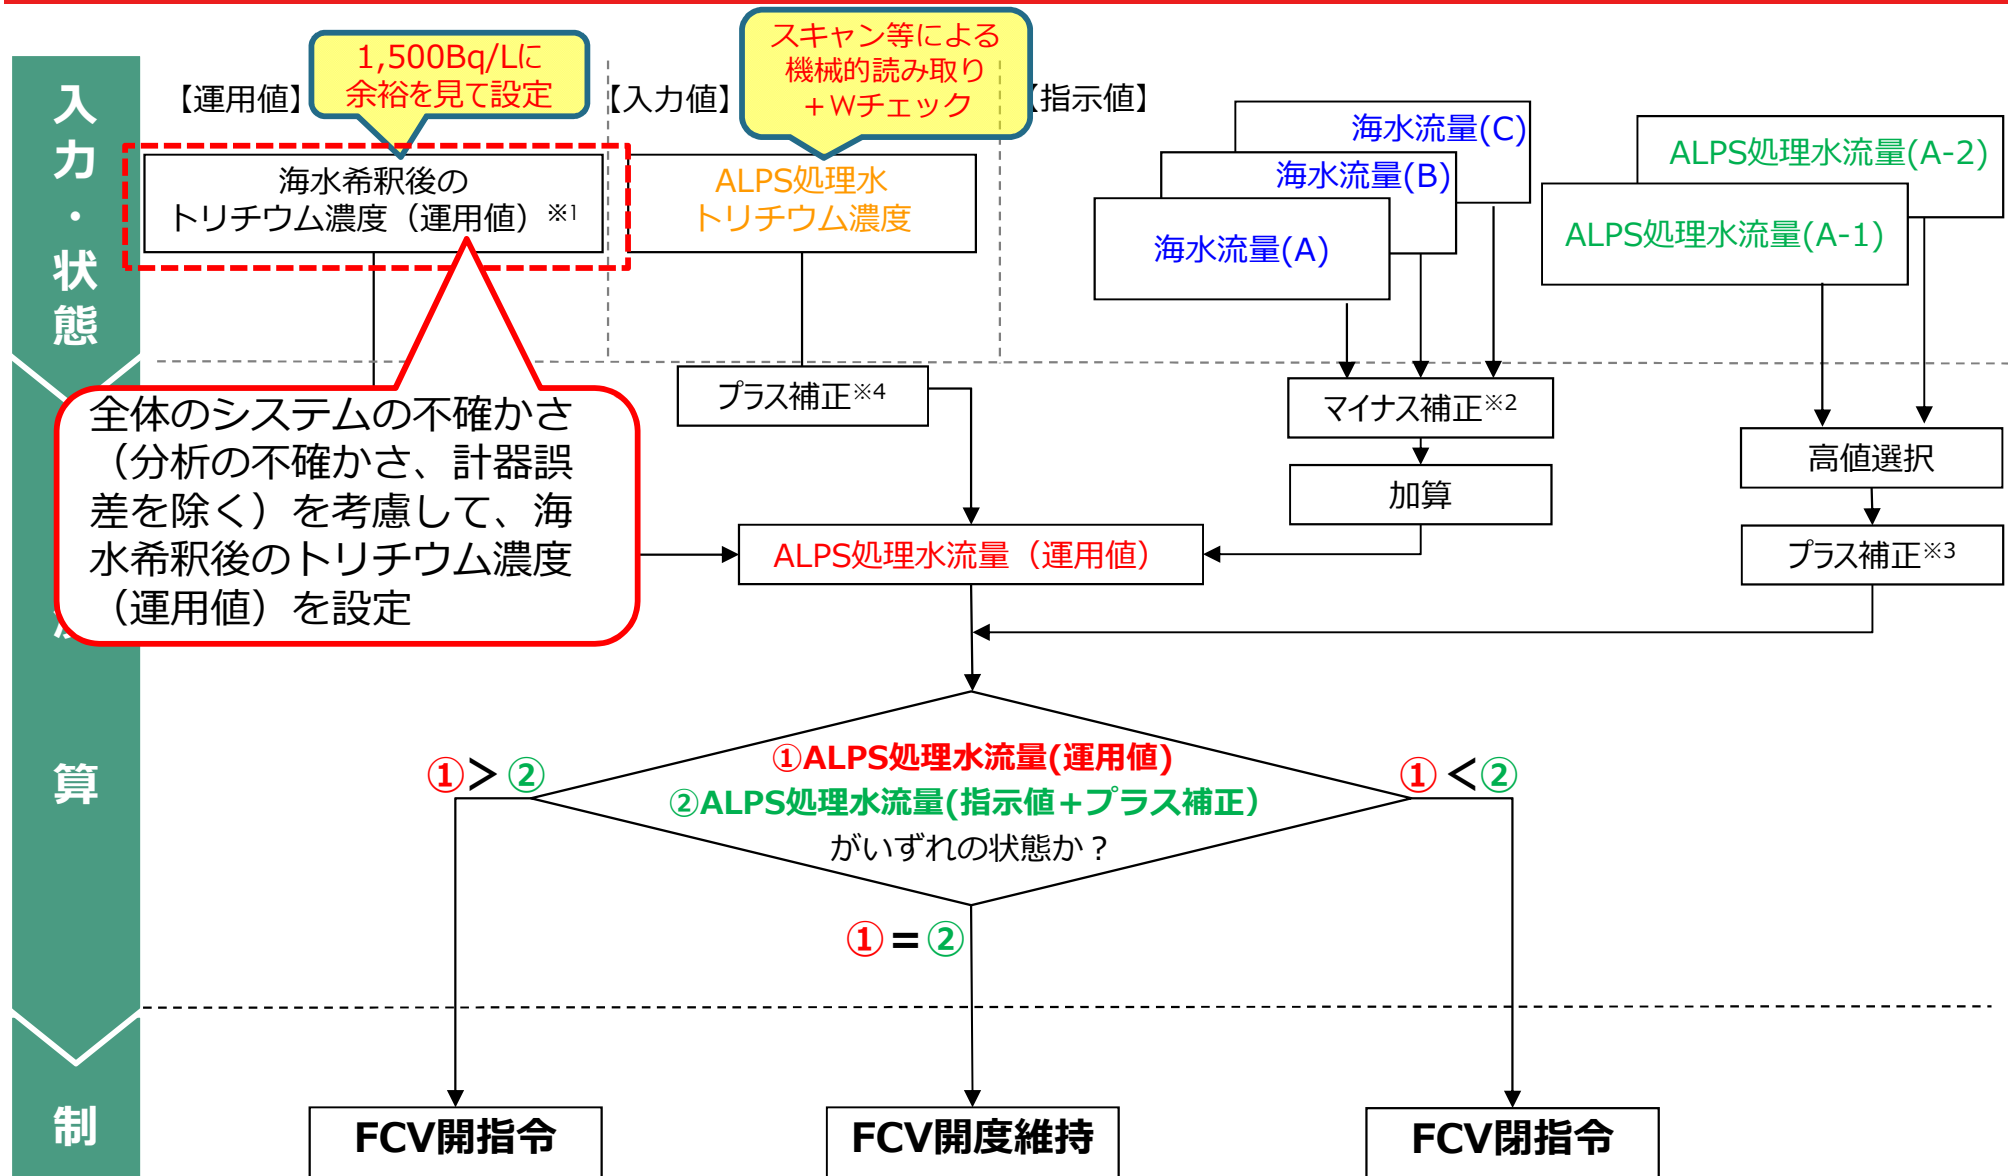 1,500Bq/Lに
余裕を見て設定
スキャン等による
機械的読み取り
+Wチェック
【運用値】
【入力値】
【指示値】
入力・状態
海水希釈後の
トリチウム濃度（運用値）※1
ALPS処理水
トリチウム濃度
海水流量(C)
海水流量(B)
海水流量(A)
ALPS処理水流量(A-2)
ALPS処理水流量(A-1)
プラス補正※4
マイナス補正※2
高値選択
加算
プラス補正※3
全体のシステムの不確かさ
（分析の不確かさ、計器誤
差を除く）を考慮して、海
水希釈後のトリチウム濃度
（運用値）を設定
ALPS処理水流量（運用値）
算
①ALPS処理水流量(運用値)
②ALPS処理水流量(指示値+プラス補正）
がいずれの状態か？
①＞②
①＜②
①＝②
制
FCV開指令
FCV開度維持
FCV閉指令